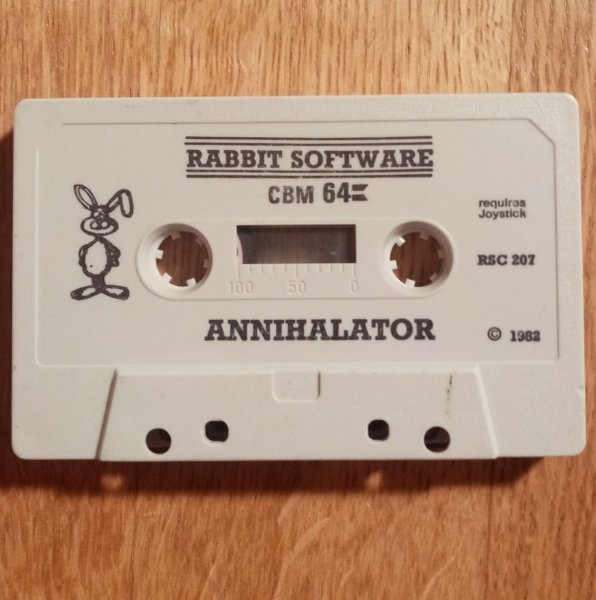 RABBIT SOFTWARE
CBM 64
requires
Joystick
RSC 207
100 50 0
ANNIHALATOR
© 1982